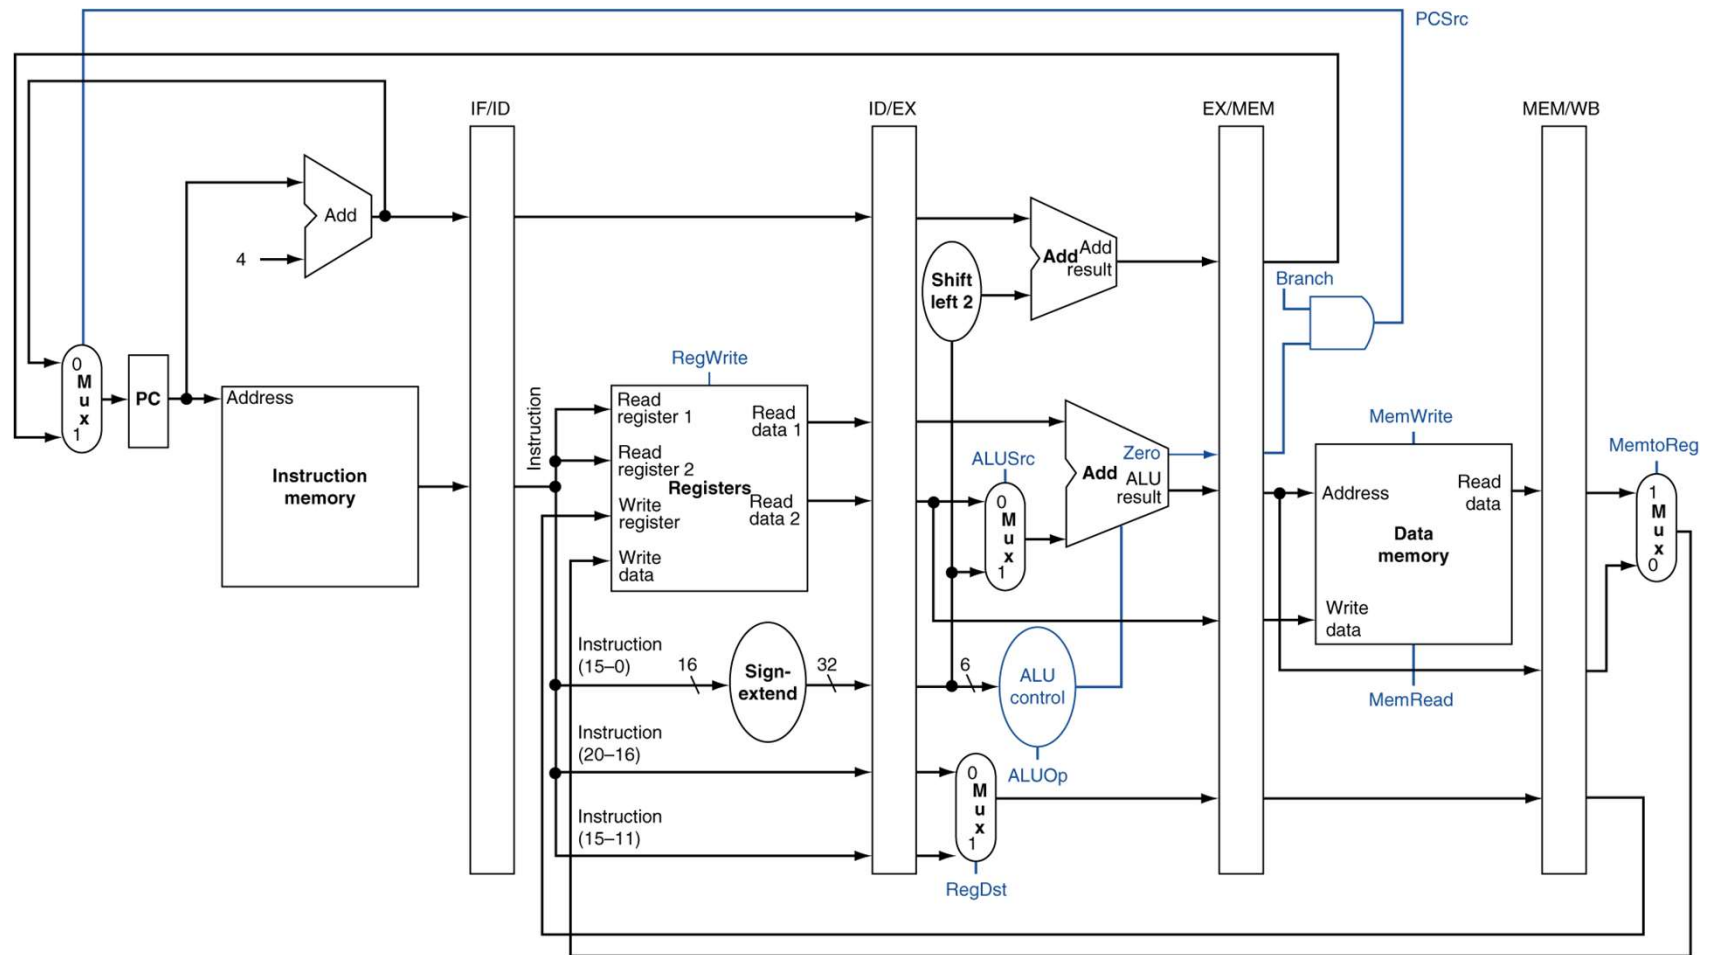 PCSrc
IF/ID
ID/EX
EX/MEM
MEM/WB
Add
4
Shift
left 2
Add
Add
result
Branch
0
M
u
x
1
PC
Address
Instruction
memory
Instruction
RegWrite
Read
register 1
Read
register 2
Registers
Write
register
Write
data
Read
data 1
Read
data 2
ALUSrc
0
M
u
x
1
Zero
Add
ALU
result
MemWrite
Address
Read
data
Data
memory
Write
data
MemRead
MemtoReg
1
M
u
x
0
Instruction
(15–0)
16
Sign-
extend
32
6
ALU
control
ALUOp
Instruction
(20–16)
Instruction
(15–11)
0
M
u
x
1
RegDst